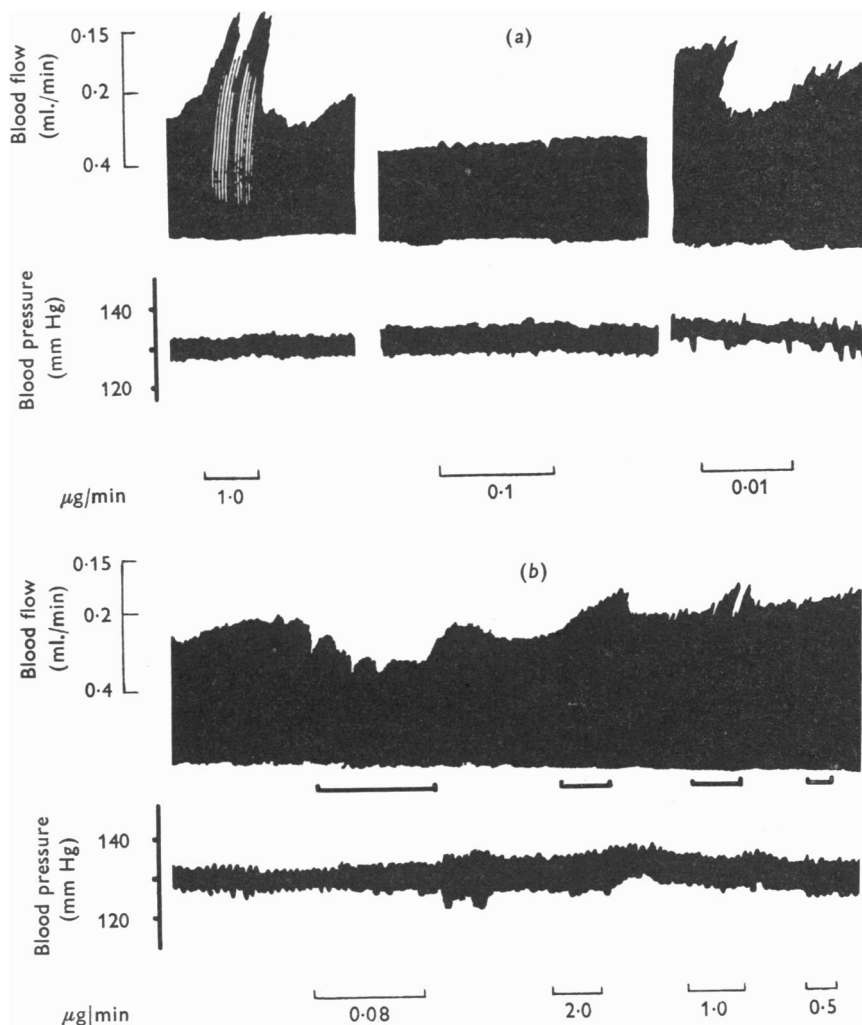 (a)
Blood flow
(ml./min)
0·15
0·2
0·4
Blood pressure
(mm Hg)
140
120
μg/min
1·0
0·1
0·01
(b)
Blood flow
(ml./min)
0·15
0·2
0·4
Blood pressure
(mm Hg)
140
120
μg|min
0·08
2·0
1·0
0·5